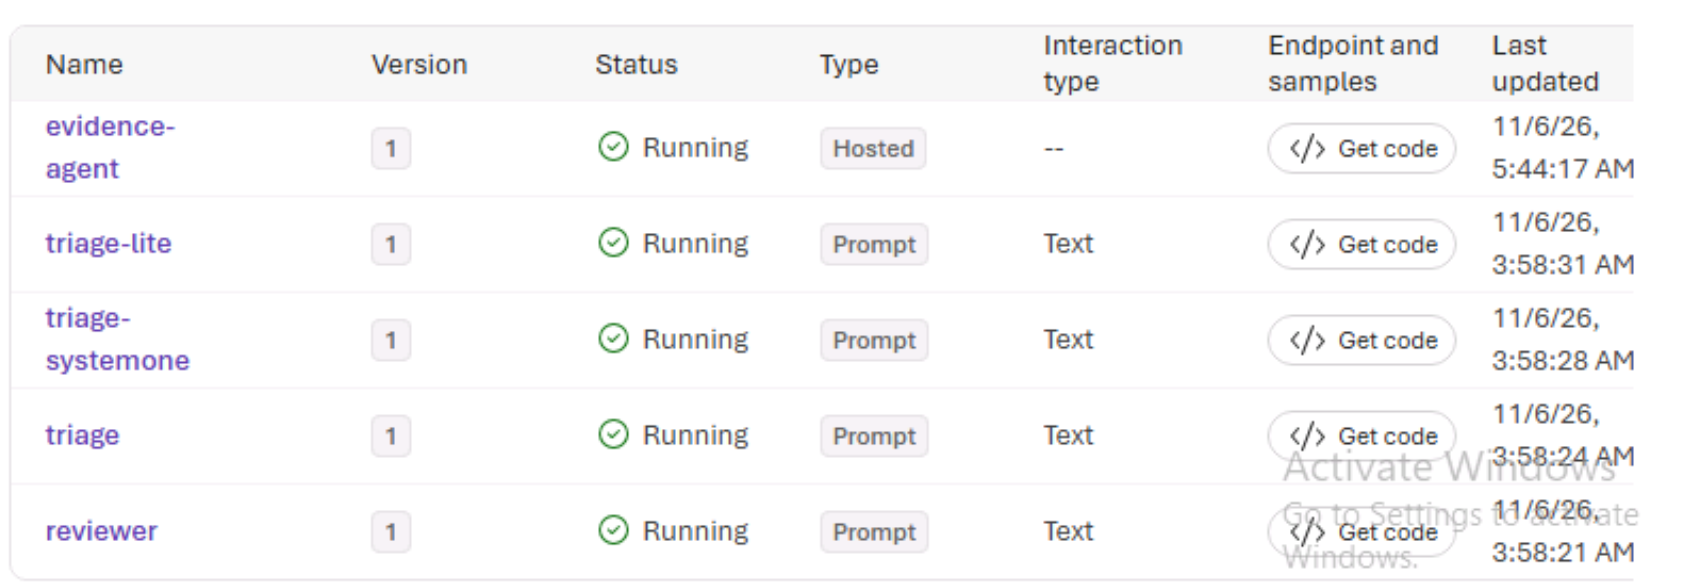 Name Version Status Type Interaction type Endpoint and samples Last updated
evidence-agent 1 Running Hosted -- </> Get code 11/6/26, 5:44:17 AM
triage-lite 1 Running Prompt Text </> Get code 11/6/26, 3:58:31 AM
triage-systemone 1 Running Prompt Text </> Get code 11/6/26, 3:58:28 AM
triage 1 Running Prompt Text </> Get code 11/6/26, 3:58:24 AM
reviewer 1 Running Prompt Text </> Get code 11/6/26, 3:58:21 AM
Activate Windows
Go to Settings to activate
Windows.